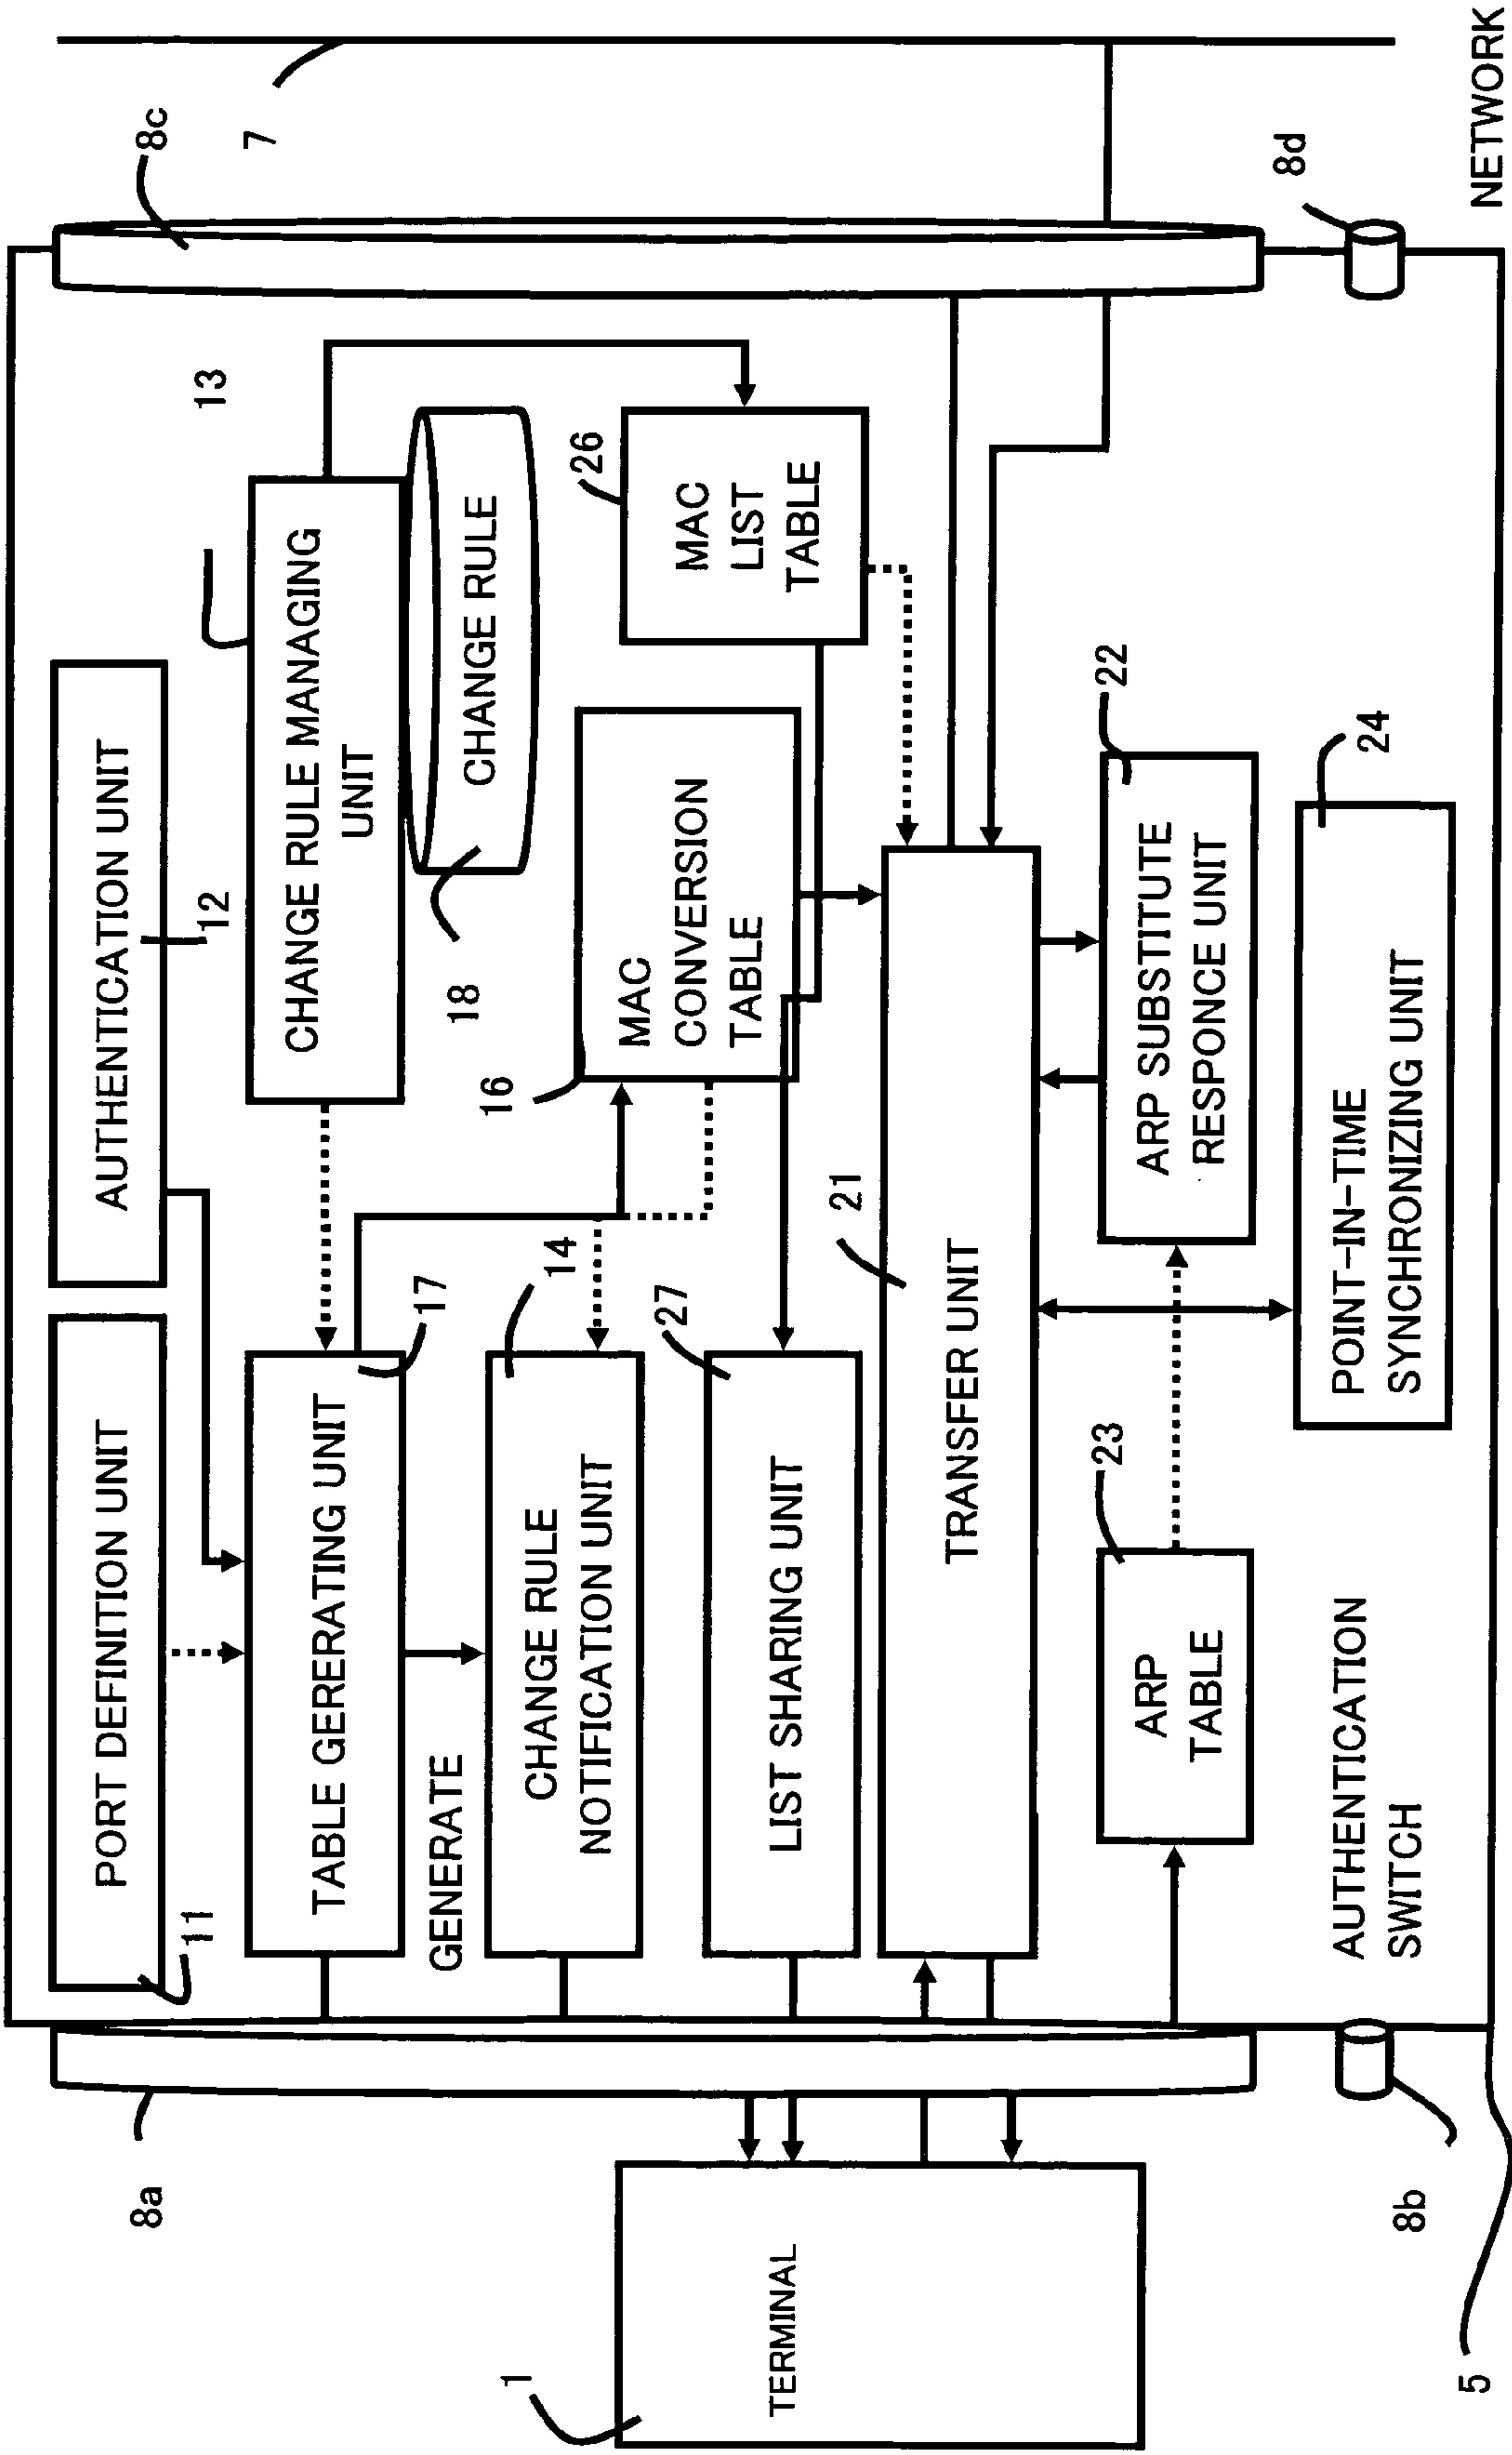 8c
7
8d
NETWORK
13
AUTHENTICATION UNIT
12
CHANGE RULE MANAGING
UNIT
CHANGE RULE
18
26
MAC
LIST
TABLE
MAC
CONVERSION
TABLE
16
22
ARP SUBSTITUTE
RESPONCE UNIT
24
POINT-IN-TIME
SYNCHRONIZING UNIT
PORT DEFINITION UNIT
11
TABLE GERERATING UNIT
17
GENERATE
CHANGE RULE
NOTIFICATION UNIT
14
LIST SHARING UNIT
27
TRANSFER UNIT
21
ARP
TABLE
23
AUTHENTICATION
SWITCH
8a
8b
TERMINAL
1
5